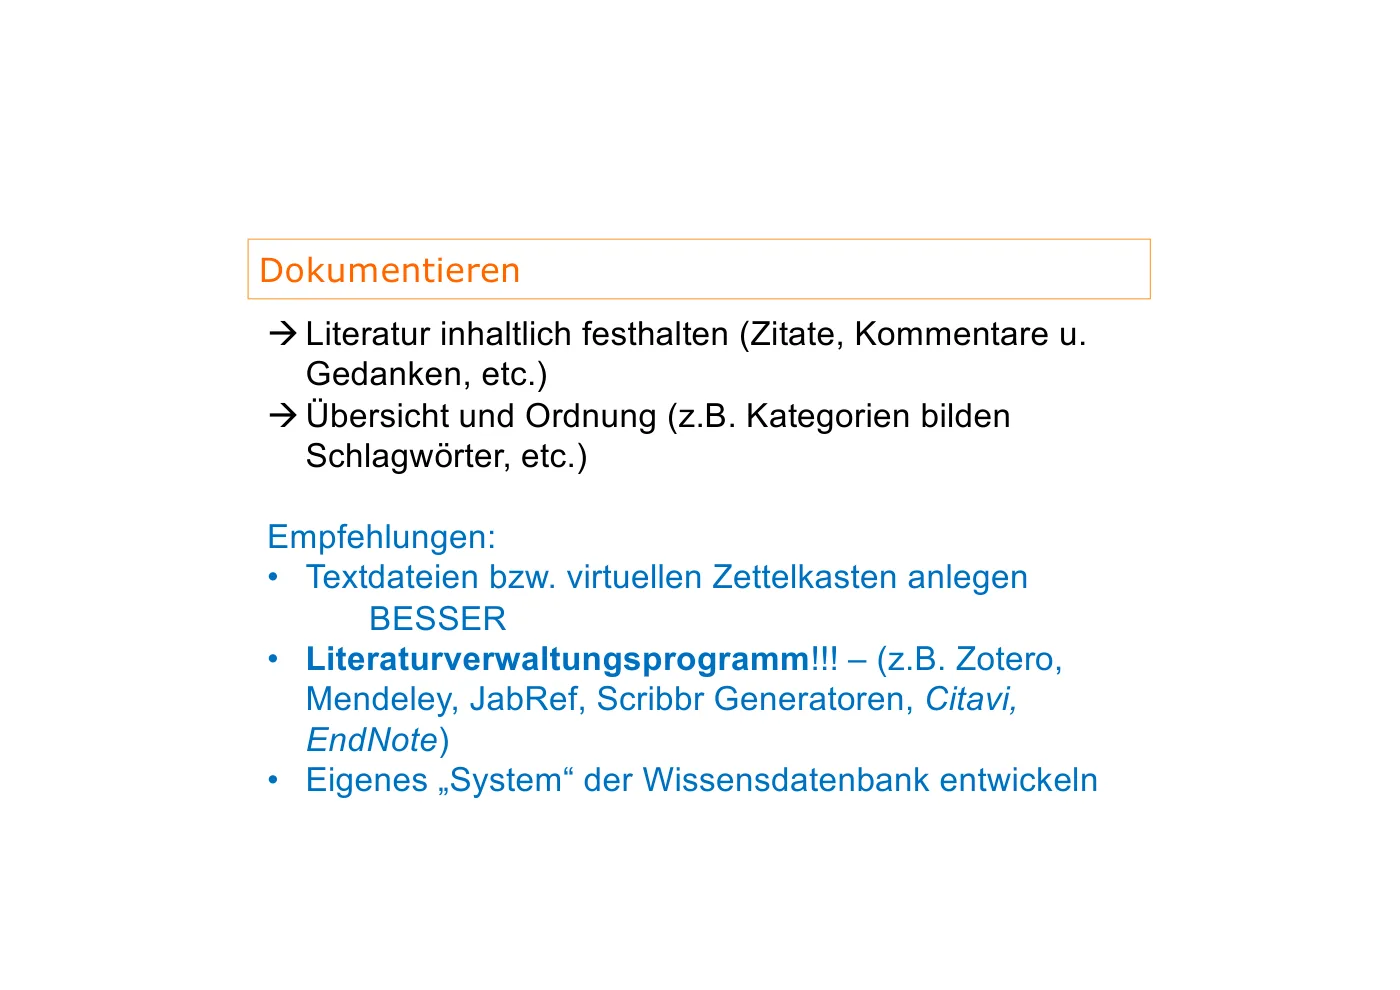 Dokumentieren
→ Literatur inhaltlich festhalten (Zitate, Kommentare u.
Gedanken, etc.)
→ Übersicht und Ordnung (z.B. Kategorien bilden
Schlagwörter, etc.)
Empfehlungen:
• Textdateien bzw. virtuellen Zettelkasten anlegen
BESSER
• Literaturverwaltungsprogramm!!! – (z.B. Zotero,
Mendeley, JabRef, Scribbr Generatoren, Citavi,
EndNote)
• Eigenes „System“ der Wissensdatenbank entwickeln